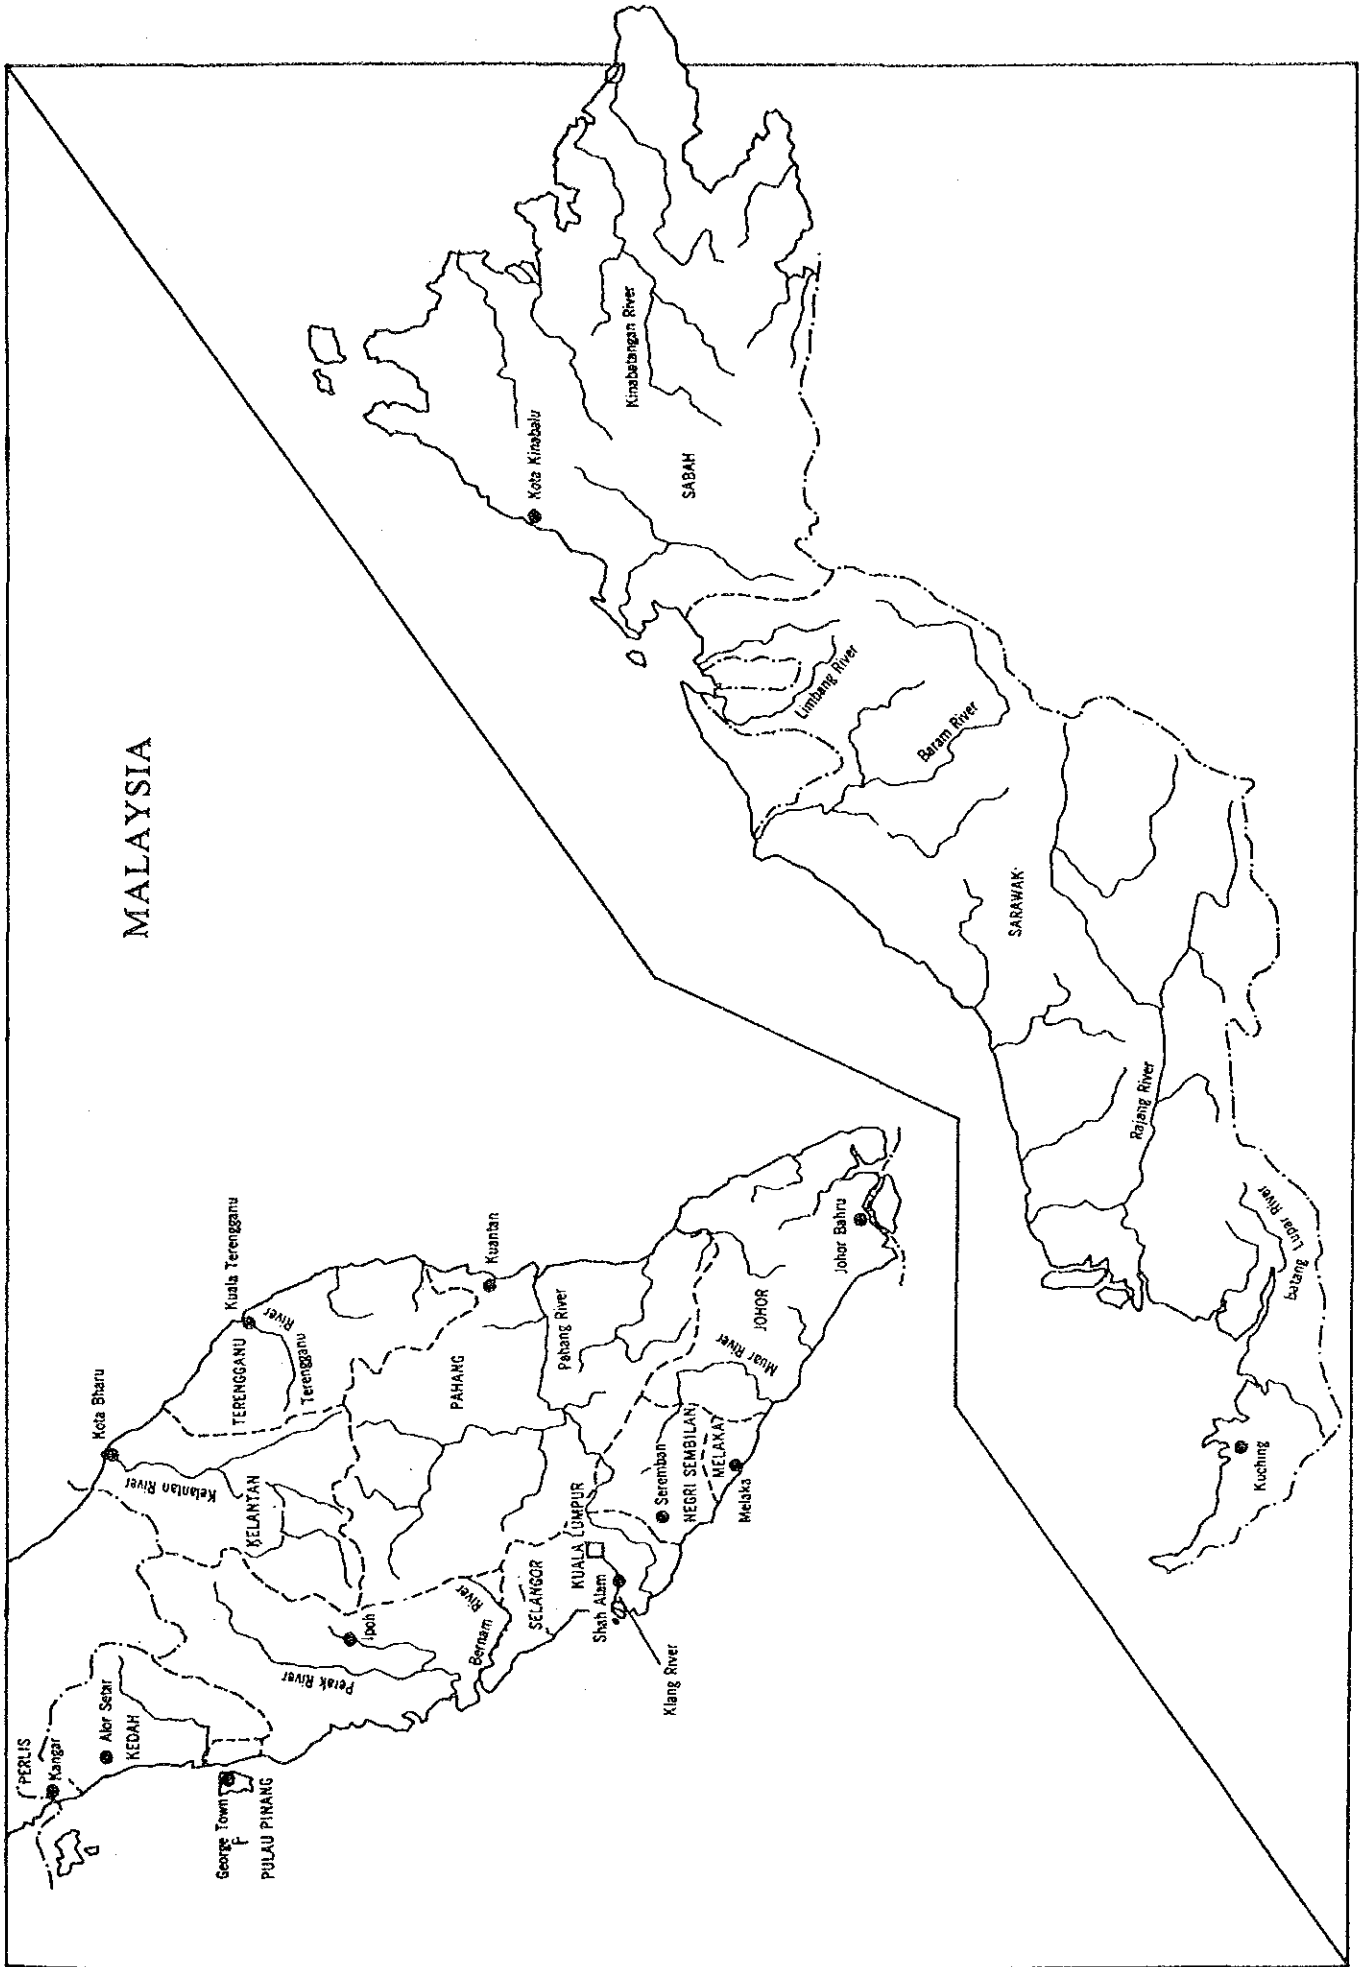 MALAYSIA
PERLIS
Kangar
Alor Setar
KEDAH
George Town
F
PULAU PINANG
Perak River
Ipoh
Bernam
River
Kota Bharu
Kelantan River
KELANTAN
Kuala Terengganu
TERENGGANU
Terengganu
River
Kuantan
PAHANG
Pahang River
SELANGOR
KUALA LUMPUR
Shah Alam
Klang River
Seremban
NEGRI SEMBILAN
MELAKA
Melaka
Muar River
JOHOR
Johor Bahru
Kota Kinabalu
Kinabatangan River
SABAH
Limbang River
Baram River
SARAWAK
Rajang River
batang Lupar River
Kuching